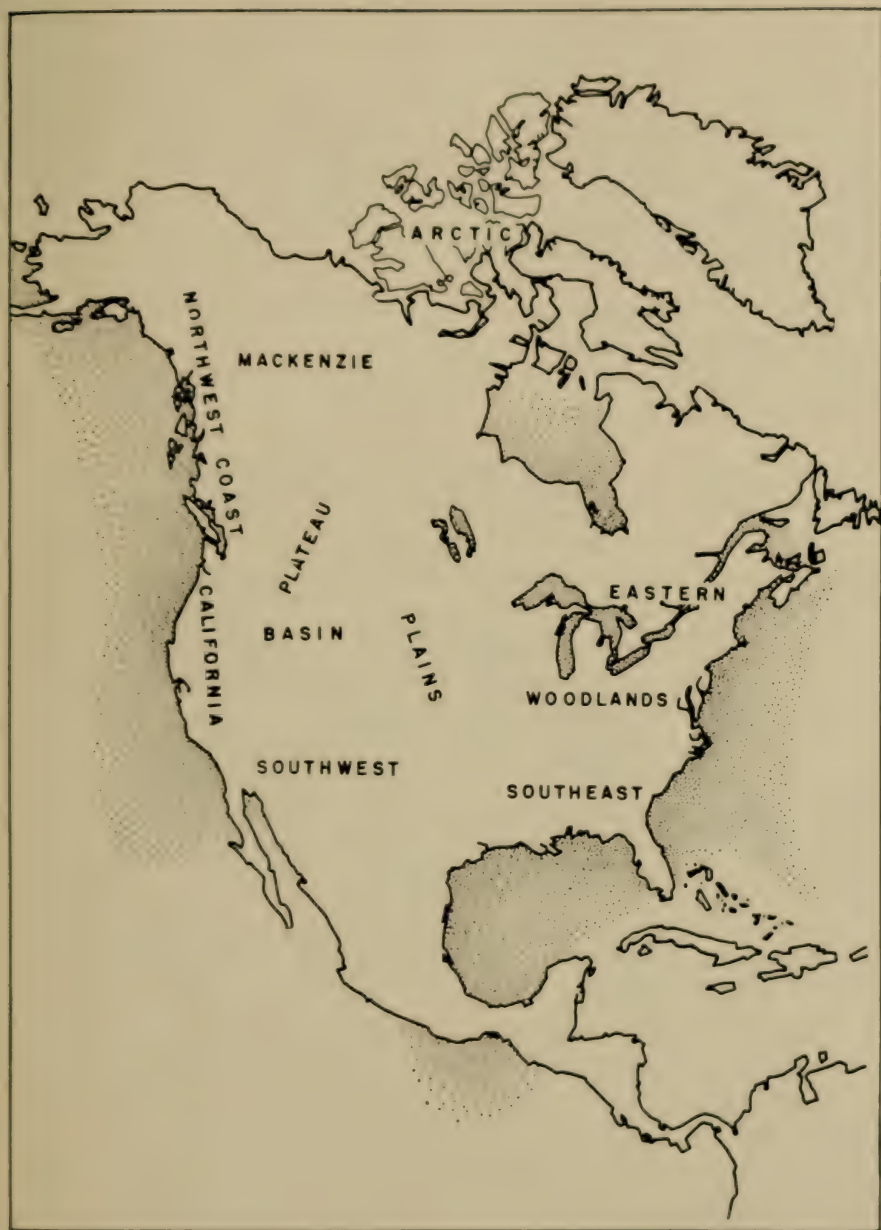 ARCTIC
NORTHWEST COAST
MACKENZIE
PLATEAU
EASTERN
CALIFORNIA
BASIN
PLAINS
WOODLANDS
SOUTHWEST
SOUTHEAST